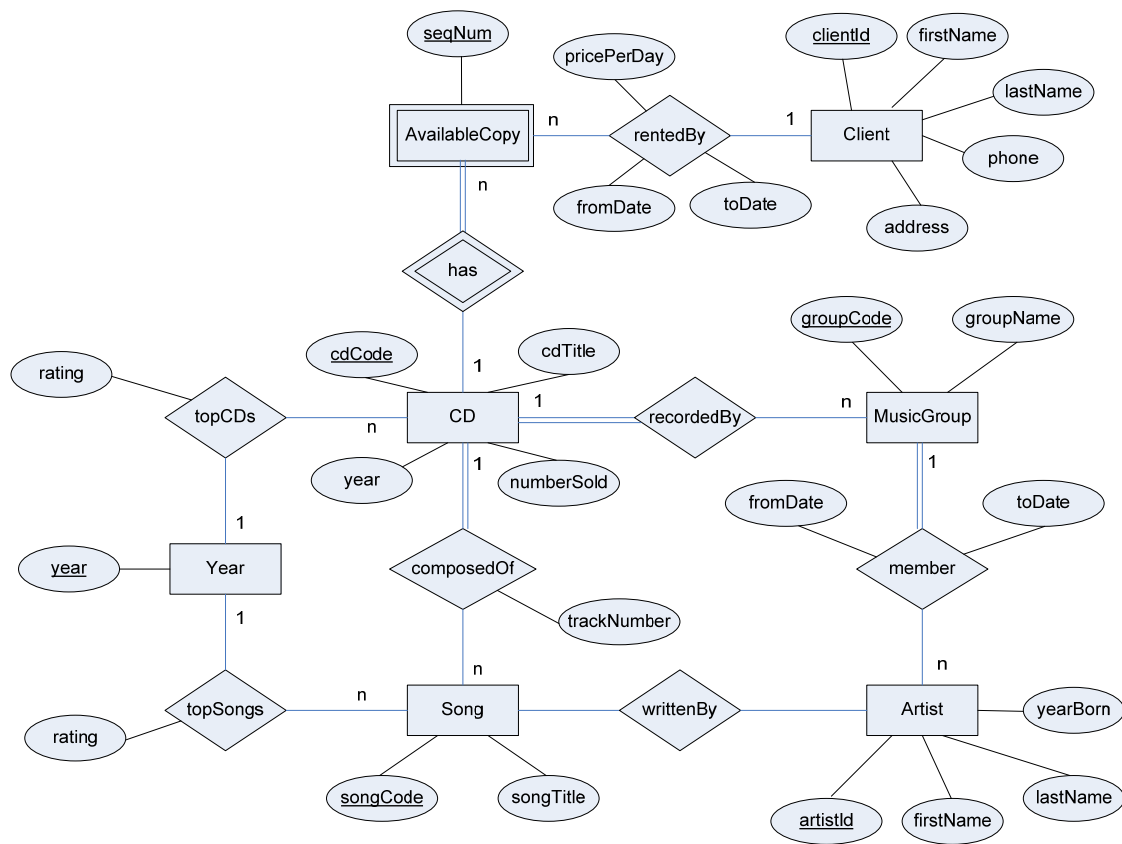 seqNum
clientId
firstName
pricePerDay
lastName
AvailableCopy
n
rentedBy
1
Client
phone
n
fromDate
toDate
address
has
groupCode
groupName
cdCode
cdTitle
1
rating
topCDs
n
CD
1
recordedBy
n
MusicGroup
year
1
numberSold
1
fromDate
toDate
1
year
Year
composedOf
member
1
trackNumber
n
n
topSongs
n
Song
writtenBy
Artist
yearBorn
rating
songCode
songTitle
artistId
firstName
lastName